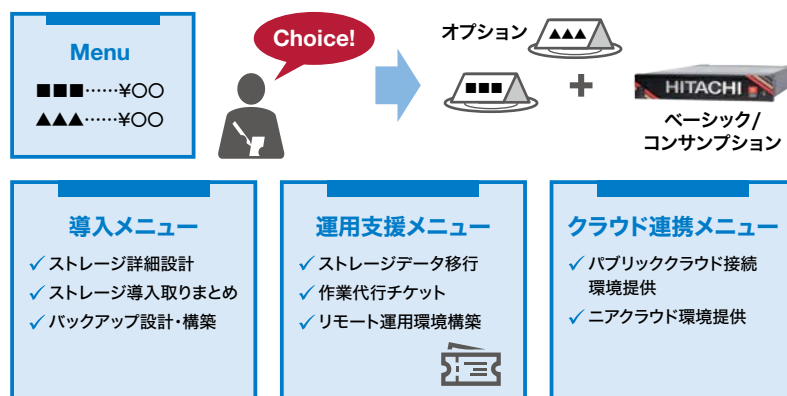 Menu
■■■……¥〇〇
▲▲▲……¥〇〇
Choice!
オプション
▲▲▲
■■■
+
HITACHI
ベーシック/
コンサンプション
導入メニュー
✓ストレージ詳細設計
✓ストレージ導入取りまとめ
✓バックアップ設計・構築
運用支援メニュー
✓ストレージデータ移行
✓作業代行チケット
✓リモート運用環境構築
クラウド連携メニュー
✓パブリッククラウド接続
環境提供
✓ニアクラウド環境提供